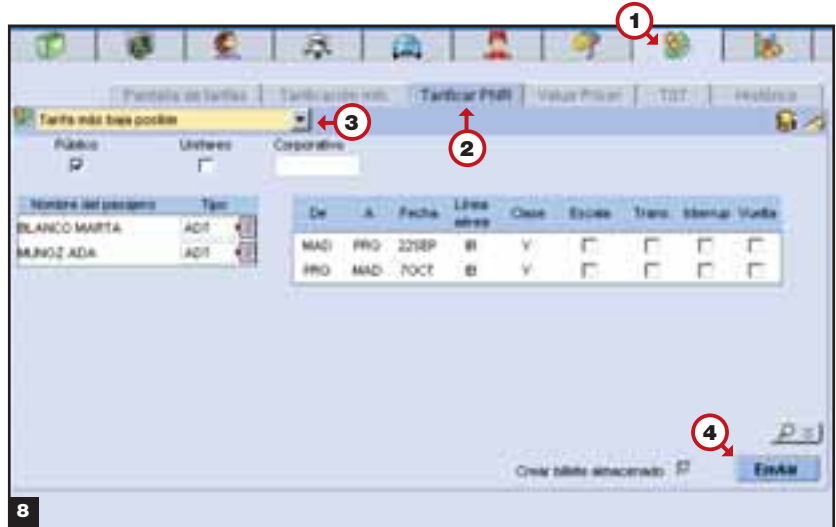 1
Pantalla de tarifas Tarificación info. Tarificar PNR Value Pricer TST Histórico
Tarifa más baja posible 3
2
Público Unifares Corporativo
Nombre del pasajero Tipo
BLANCO MARTA ADT
MUNOZ ADA ADT
De A Fecha Línea aérea Clase Escala Trans. Interrup Vuelta
MAD PRG 22SEP IB Y
PRG MAD 7OCT IB Y
4
Crear billete almacenado Enviar
8